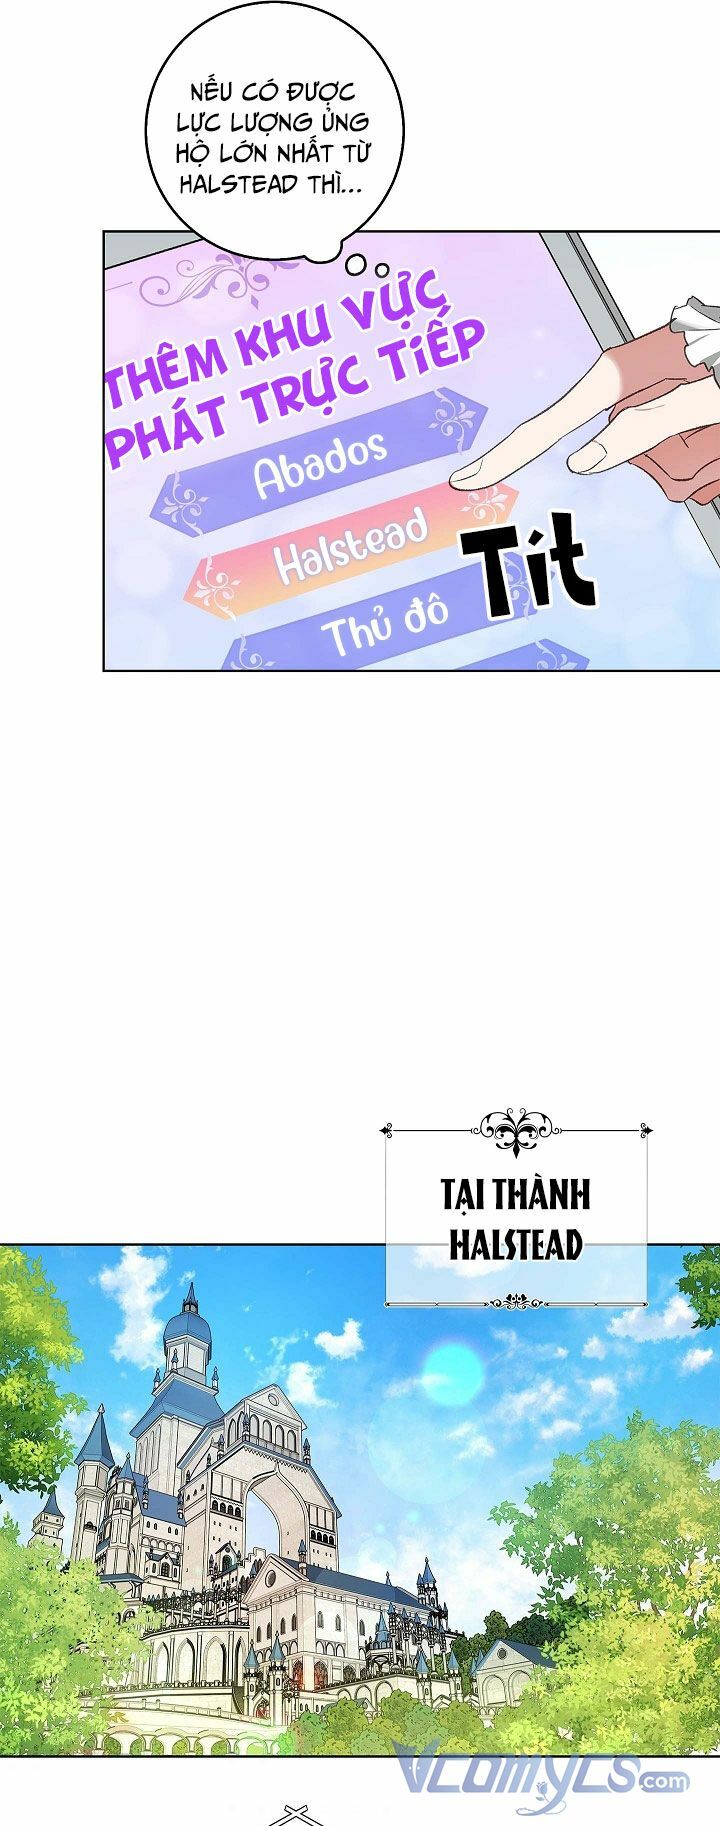 NẾU CÓ ĐƯỢC
LỰC LƯỢNG ỦNG
HỘ LỚN NHẤT TỪ
HALSTEAD THÌ...
THÊM KHU VỰC
PHÁT TRỰC TIẾP
Abados
Halstead
Tít
Thủ đô
TẠI THÀNH
HALSTEAD
VCOMYCS.com